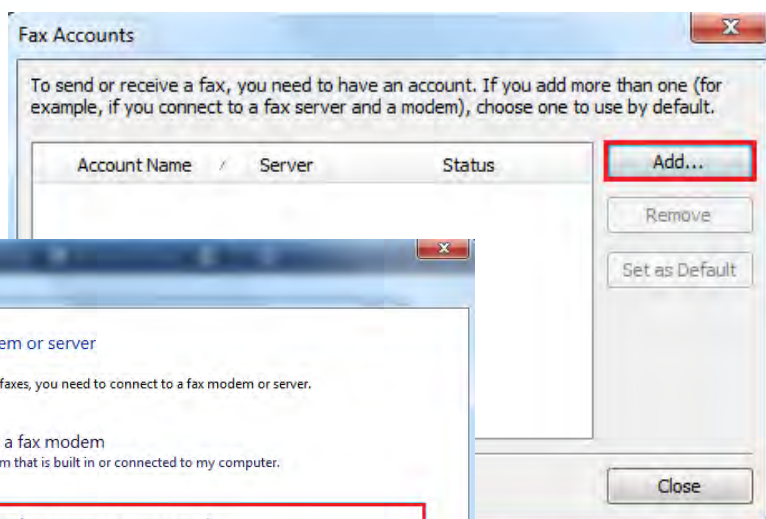 Fax Accounts
To send or receive a fax, you need to have an account. If you add more than one (for
example, if you connect to a fax server and a modem), choose one to use by default.
Account Name / Server Status
Add...
Remove
Set as Default
em or server
faxes, you need to connect to a fax modem or server.
a fax modem
m that is built in or connected to my computer.
Close